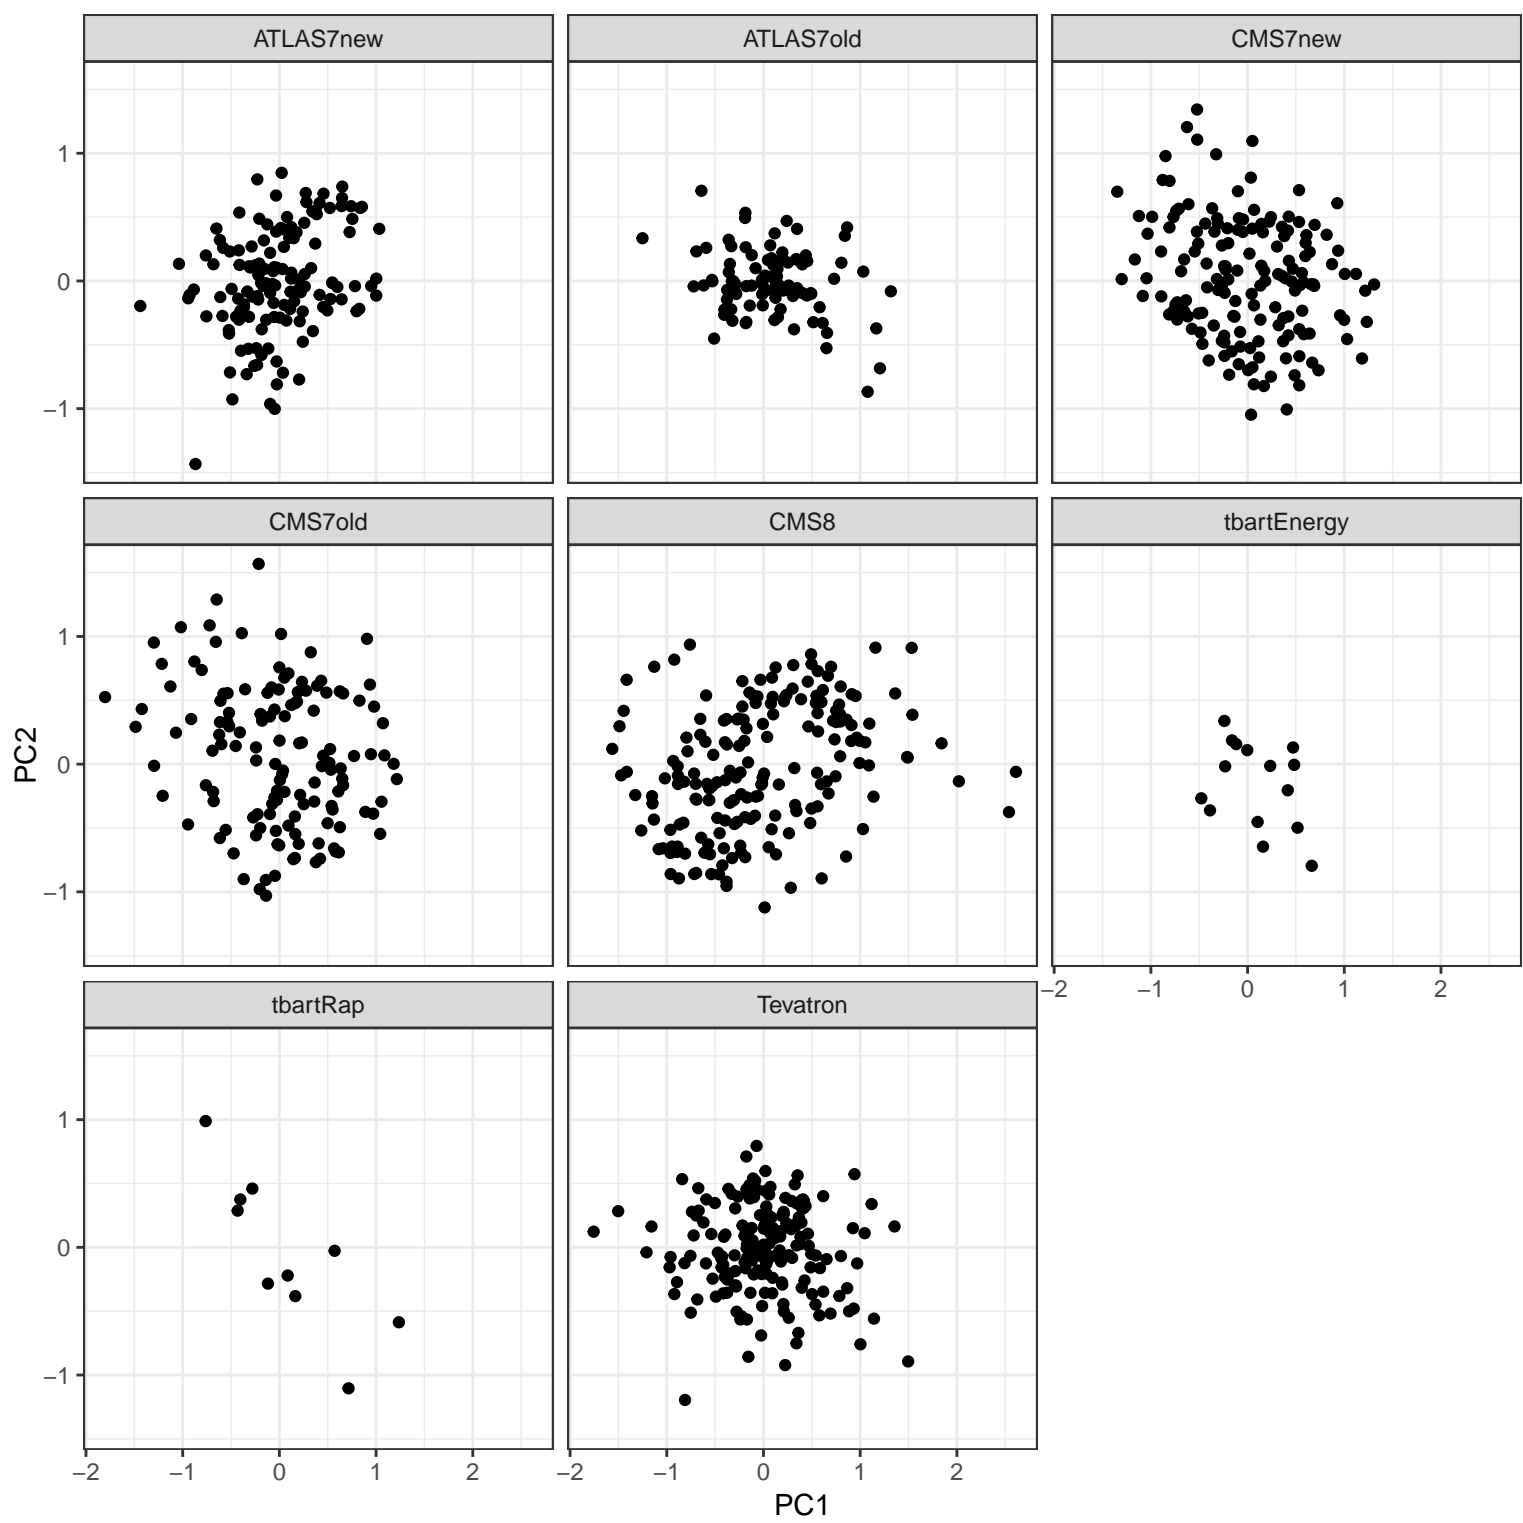 ATLAS7new ATLAS7old CMS7new
1
0
−1
CMS7old CMS8 tbartEnergy
1
0
−1
−2 −1 0 1 2
tbartRap Tevatron
1
0
−1
−2 −1 0 1 2 −2 −1 0 1 2
PC1
PC2